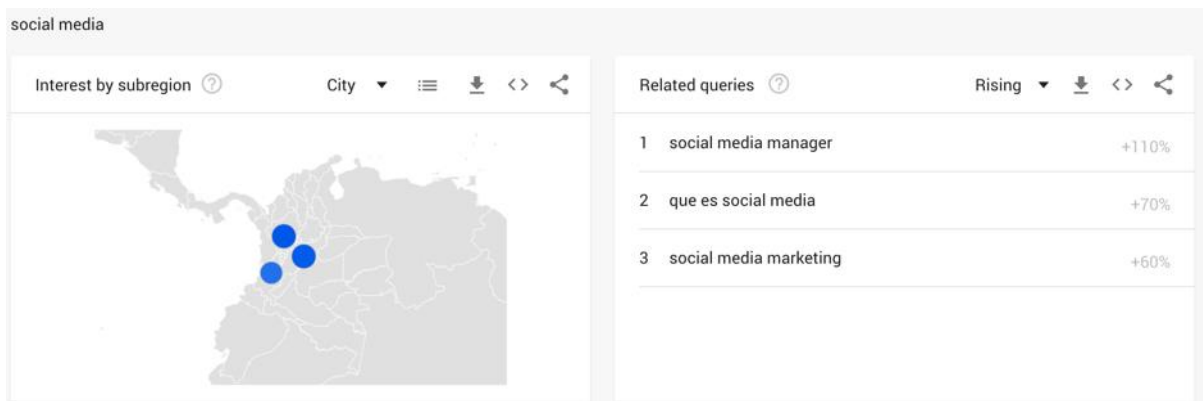 social media
Interest by subregion
City
Related queries
Rising
1 social media manager +110%
2 que es social media +70%
3 social media marketing +60%